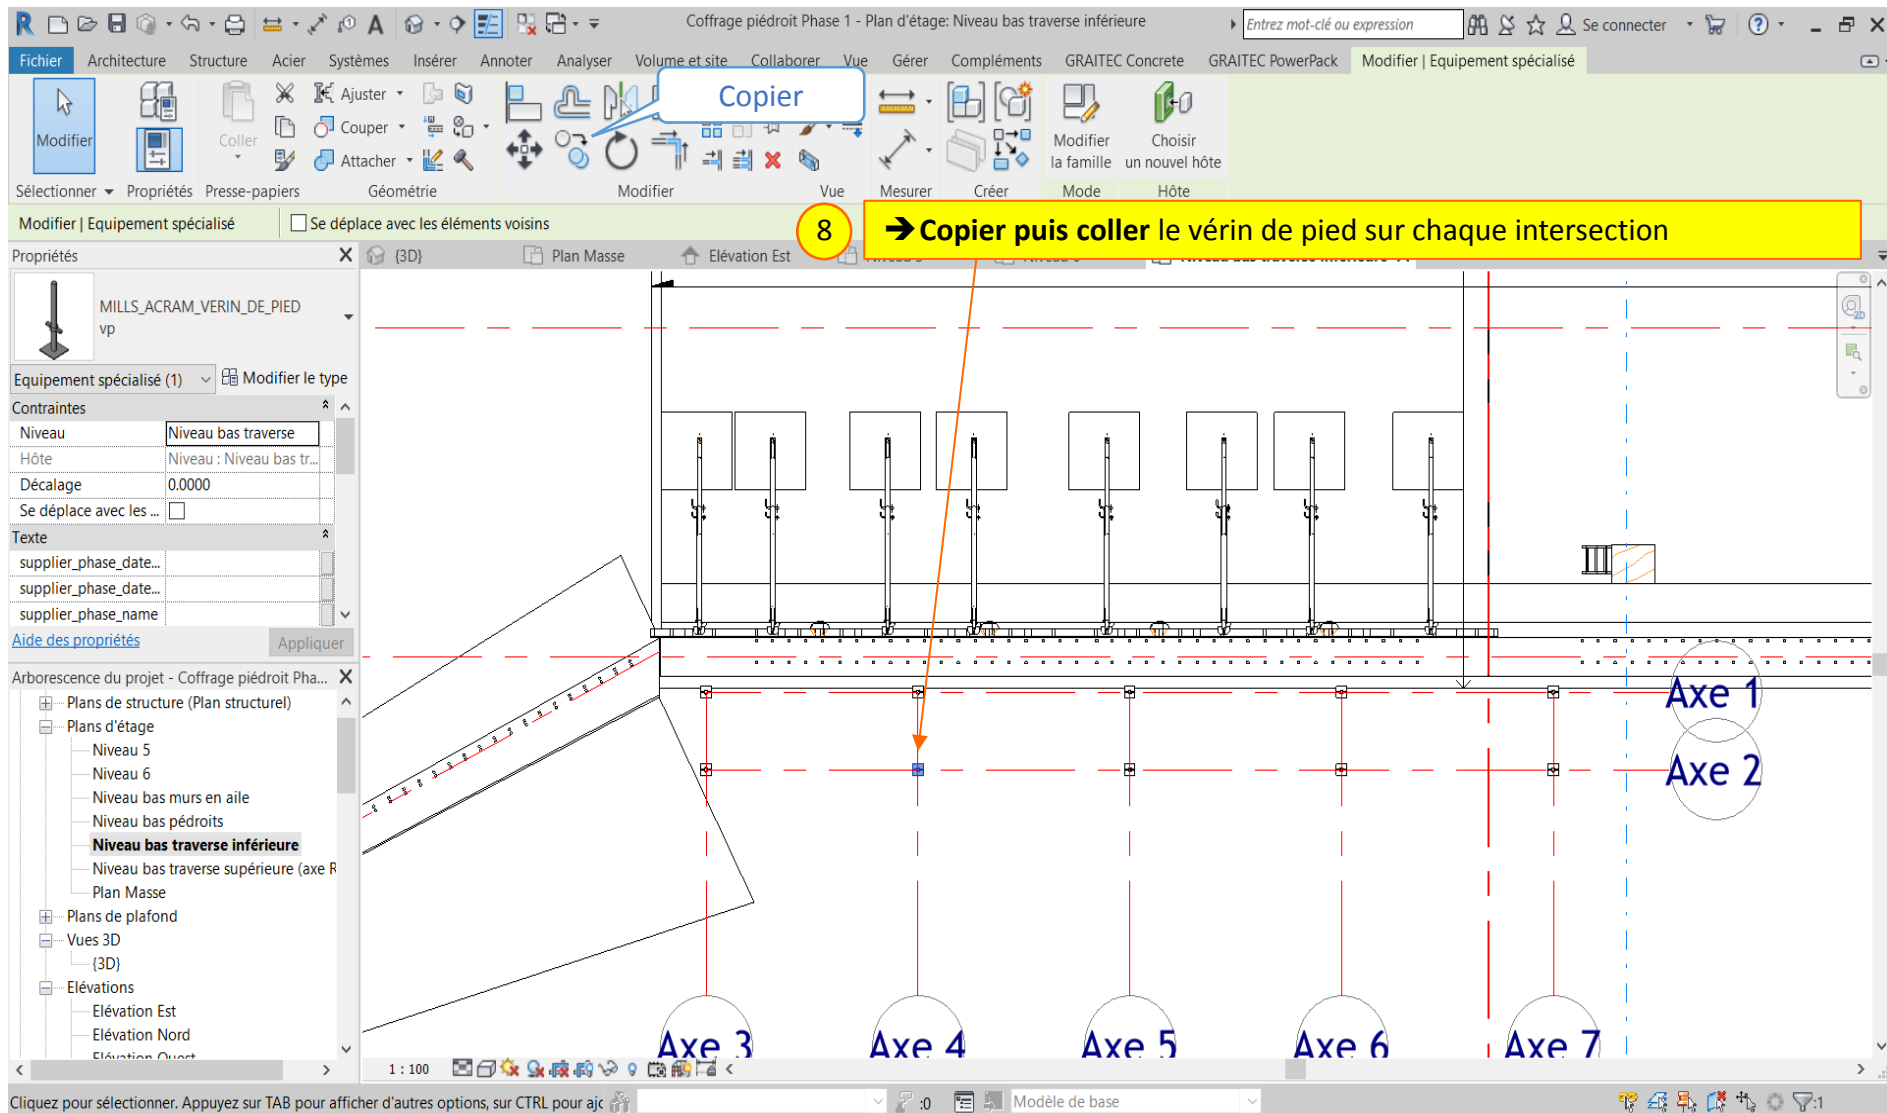 Coffrage piédroit Phase 1 - Plan d'étage: Niveau bas traverse inférieure
Entrez mot-clé ou expression
Se connecter
Fichier Architecture Structure Acier Systèmes Insérer Annoter Analyser Volume et site Collaborer Vue Gérer Compléments GRAITEC Concrete GRAITEC PowerPack Modifier | Equipement spécialisé
Copier
Modifier
Coller
Ajuster
Couper
Attacher
Modifier
la famille
Choisir
un nouvel hôte
Sélectionner Propriétés Presse-papiers Géométrie Modifier Vue Mesurer Créer Mode Hôte
Modifier | Equipement spécialisé
Se déplace avec les éléments voisins
8
➔ Copier puis coller le vérin de pied sur chaque intersection
Propriétés X
{3D} Plan Masse Elévation Est
MILLS_ACRAM_VERIN_DE_PIED
vp
Equipement spécialisé (1) Modifier le type
Contraintes
Niveau Niveau bas traverse
Hôte Niveau : Niveau bas tr...
Décalage 0.0000
Se déplace avec les ...
Texte
supplier_phase_date...
supplier_phase_date...
supplier_phase_name
Aide des propriétés Appliquer
Arborescence du projet - Coffrage piédroit Pha... X
Plans de structure (Plan structurel)
Plans d'étage
Niveau 5
Niveau 6
Niveau bas murs en aile
Niveau bas pédroits
Niveau bas traverse inférieure
Niveau bas traverse supérieure (axe R
Plan Masse
Plans de plafond
Vues 3D
{3D}
Elévations
Elévation Est
Elévation Nord
Elévation Ouest
2D
Axe 1
Axe 2
Axe 3 Axe 4 Axe 5 Axe 6 Axe 7
1 : 100
Cliquez pour sélectionner. Appuyez sur TAB pour afficher d'autres options, sur CTRL pour ajc
:0
Modèle de base
:1